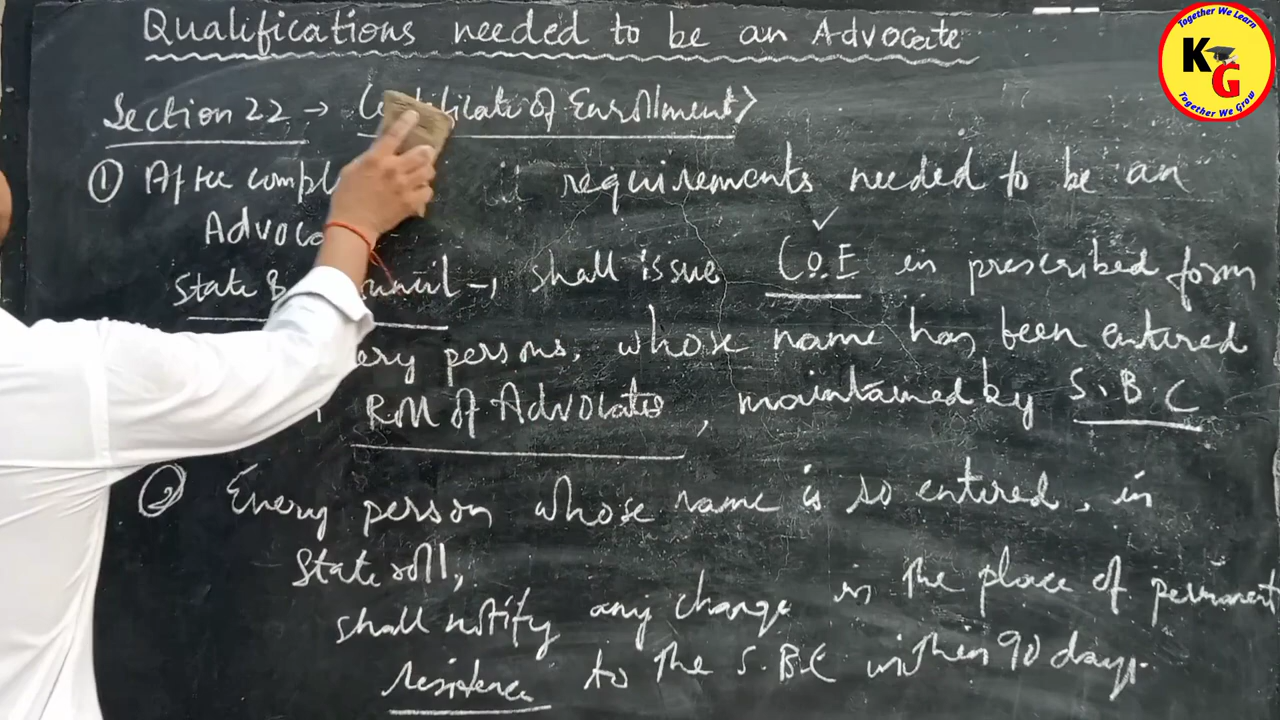 Qualifications needed to be an Advocate
Section 22 → Certificate of Enrollment>
① After compl requirements needed to be an
Advoca
State B uncil -, shall issue C.O.E in prescribed form
ery persons, whose name has been entered
Roll of Advocates, maintained by S.B.C
② Every person whose name is so entered, in
State roll,
shall notify any change in the place of permanent
residence to the S.B.C within 90 days.
Together We Learn
KG
Together We Grow